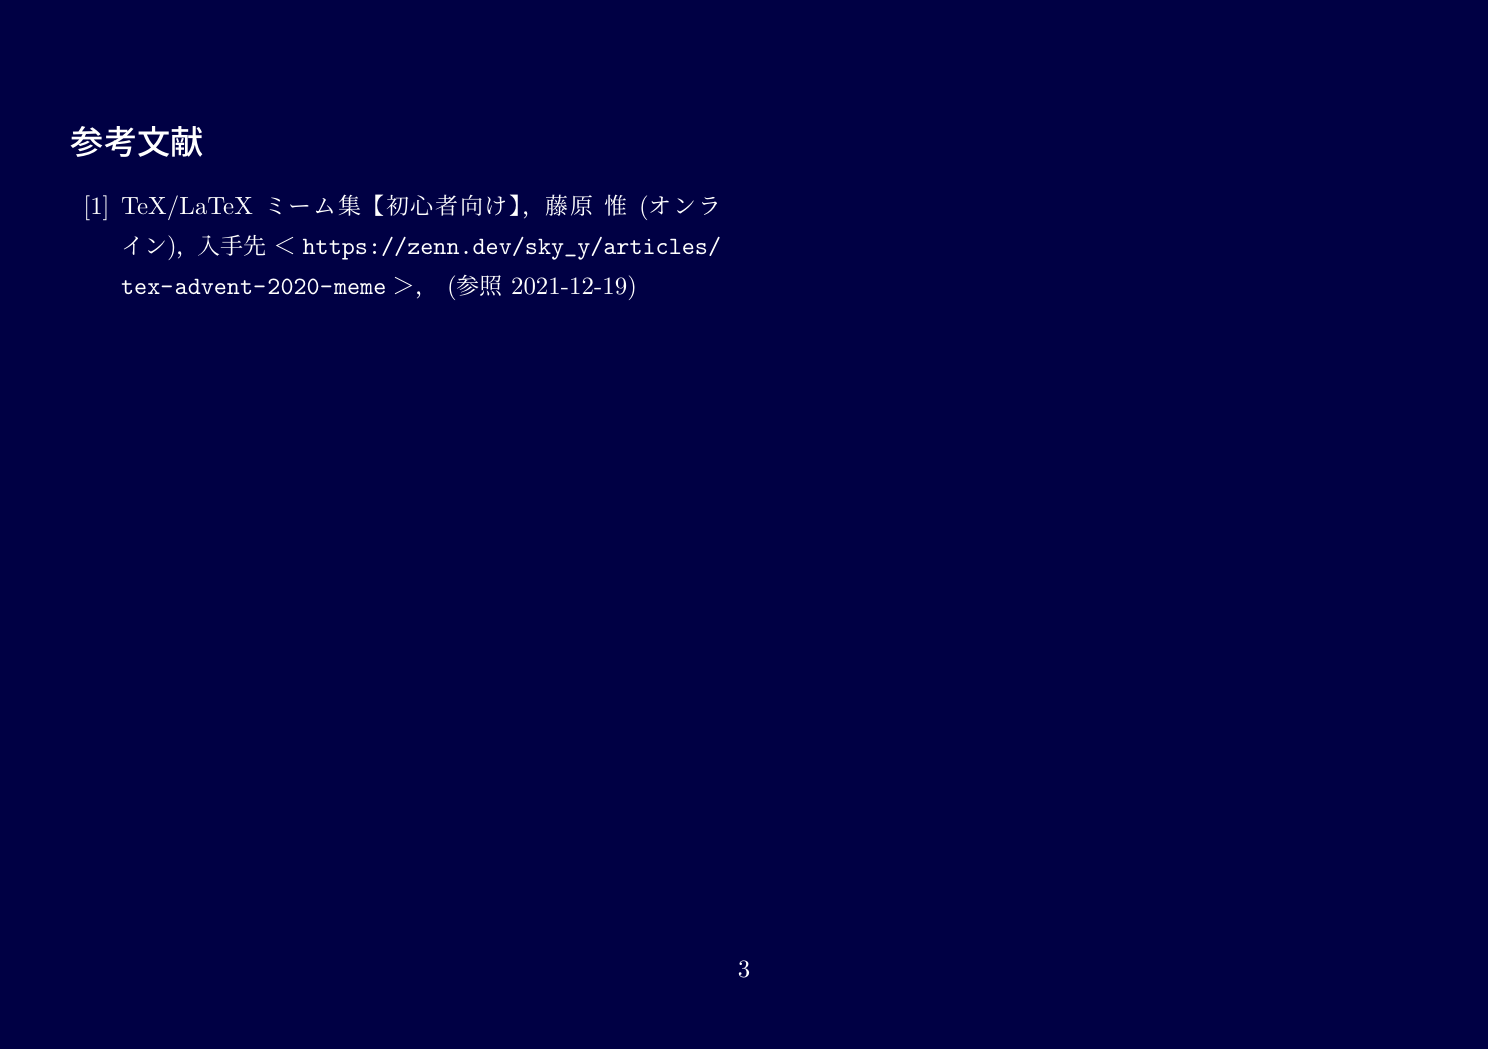 参考文献
[1] TeX/LaTeX ミーム集【初心者向け】, 藤原 惟 (オンラ
イン), 入手先 < https://zenn.dev/sky_y/articles/
tex-advent-2020-meme >, (参照 2021-12-19)
3